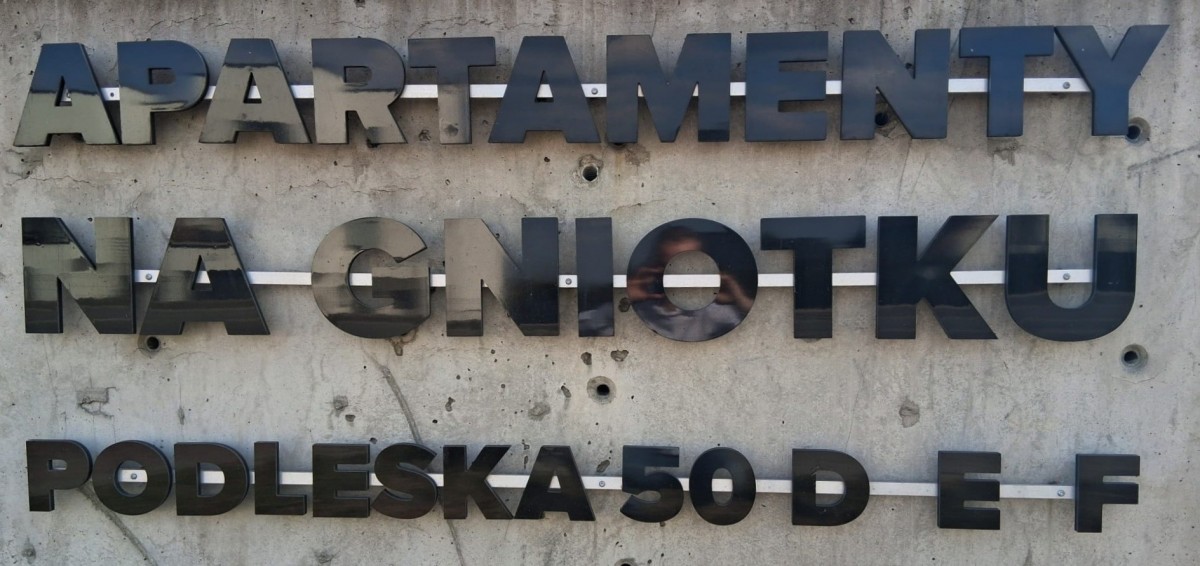 APARTAMENTY
NA GNIOTKU
PODLESKA 50 D E F